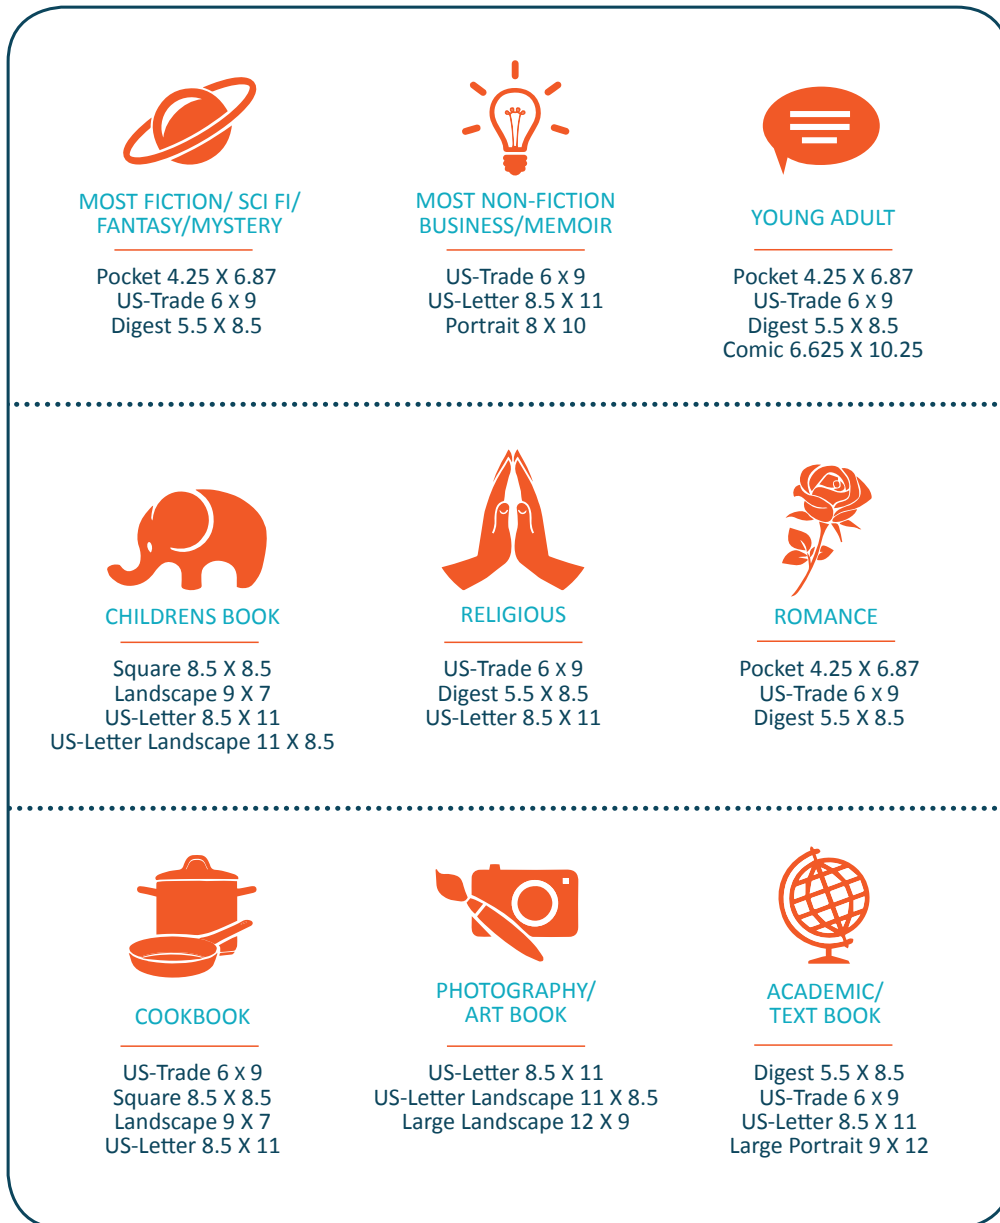 MOST FICTION/ SCI FI/
FANTASY/MYSTERY
Pocket 4.25 X 6.87
US-Trade 6 x 9
Digest 5.5 X 8.5
MOST NON-FICTION
BUSINESS/MEMOIR
US-Trade 6 x 9
US-Letter 8.5 X 11
Portrait 8 X 10
YOUNG ADULT
Pocket 4.25 X 6.87
US-Trade 6 x 9
Digest 5.5 X 8.5
Comic 6.625 X 10.25
CHILDRENS BOOK
Square 8.5 X 8.5
Landscape 9 X 7
US-Letter 8.5 X 11
US-Letter Landscape 11 X 8.5
RELIGIOUS
US-Trade 6 x 9
Digest 5.5 X 8.5
US-Letter 8.5 X 11
ROMANCE
Pocket 4.25 X 6.87
US-Trade 6 x 9
Digest 5.5 X 8.5
COOKBOOK
US-Trade 6 x 9
Square 8.5 X 8.5
Landscape 9 X 7
US-Letter 8.5 X 11
PHOTOGRAPHY/
ART BOOK
US-Letter 8.5 X 11
US-Letter Landscape 11 X 8.5
Large Landscape 12 X 9
ACADEMIC/
TEXT BOOK
Digest 5.5 X 8.5
US-Trade 6 x 9
US-Letter 8.5 X 11
Large Portrait 9 X 12